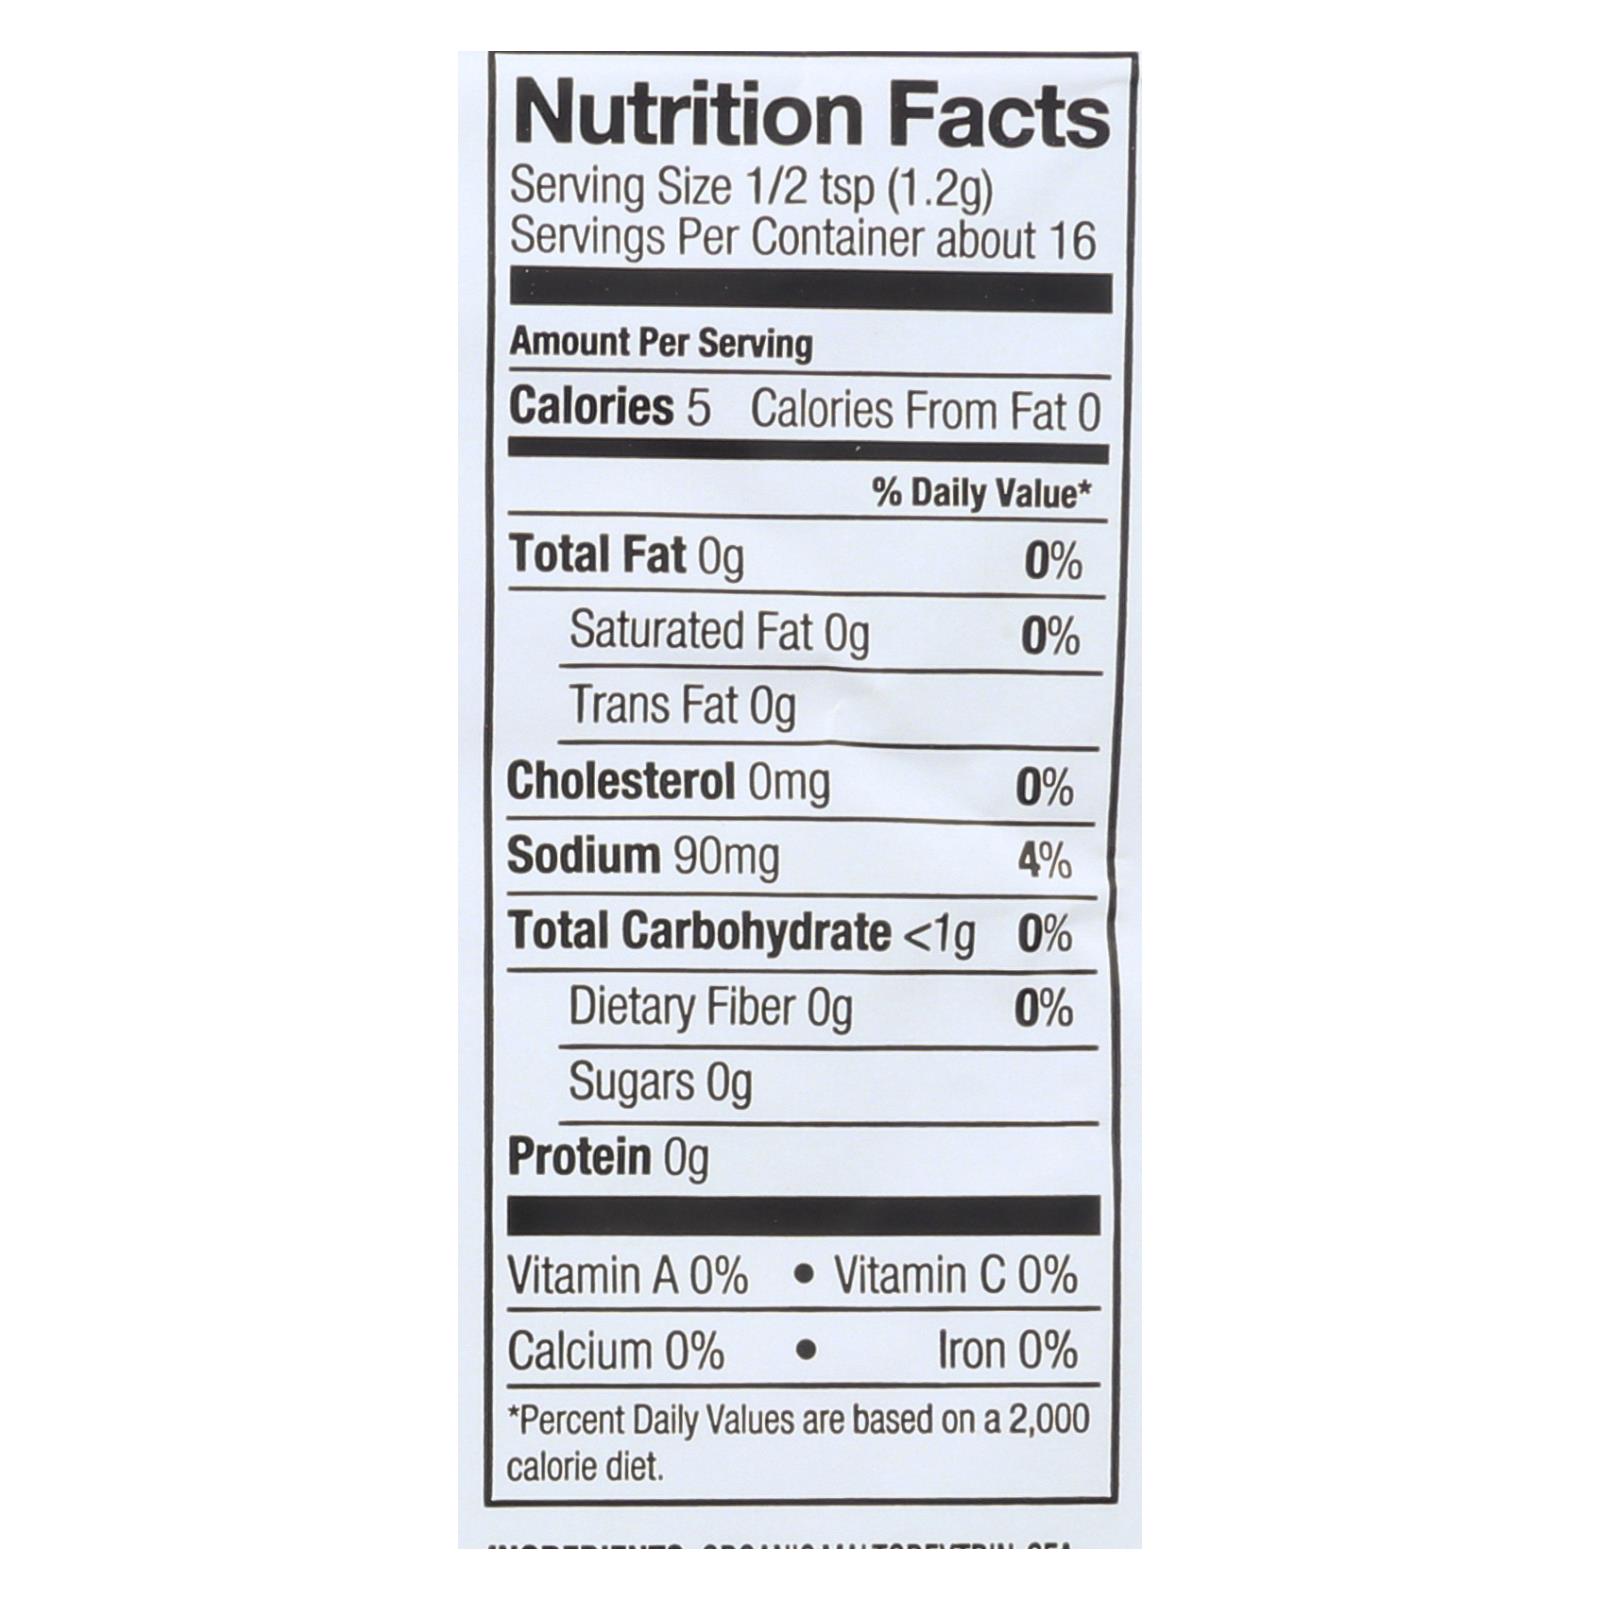 Nutrition Facts
Serving Size 1/2 tsp (1.2g)
Servings Per Container about 16
Amount Per Serving
Calories 5 Calories From Fat 0
% Daily Value*
Total Fat 0g 0%
Saturated Fat 0g 0%
Trans Fat 0g
Cholesterol 0mg 0%
Sodium 90mg 4%
Total Carbohydrate <1g 0%
Dietary Fiber 0g 0%
Sugars 0g
Protein 0g
Vitamin A 0% • Vitamin C 0%
Calcium 0% • Iron 0%
*Percent Daily Values are based on a 2,000
calorie diet.